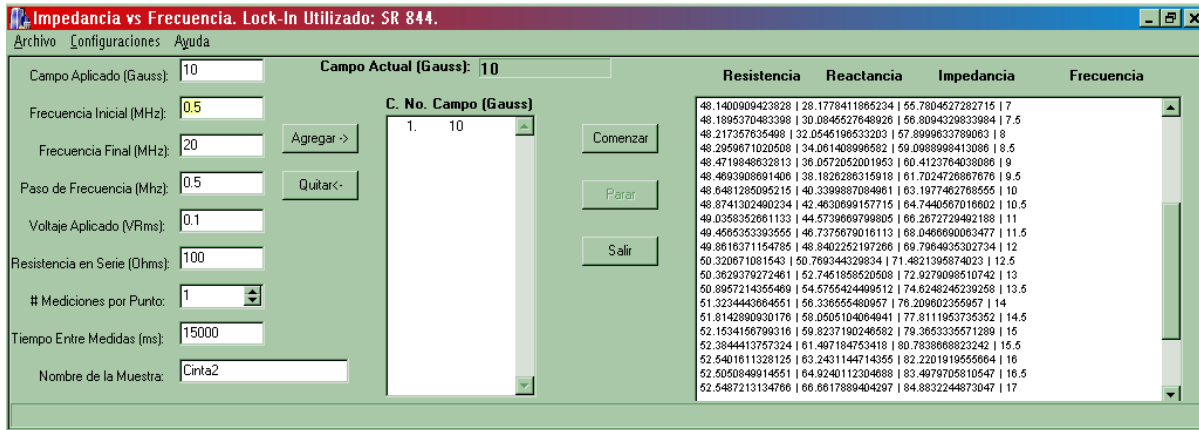 Impedancia vs Frecuencia. Lock-In Utilizado: SR 844.
Archivo Configuraciones Ayuda
Campo Aplicado (Gauss): 10
Frecuencia Inicial (MHz): 0.5
Frecuencia Final (MHz): 20
Paso de Frecuencia (Mhz): 0.5
Voltaje Aplicado (VRms): 0.1
Resistencia en Serie (Ohms): 100
# Mediciones por Punto: 1
Tiempo Entre Medidas (ms): 15000
Nombre de la Muestra: Cinta2
Campo Actual (Gauss): 10
C. No. Campo (Gauss)
1. 10
Agregar ->
Quitar<-
Comenzar
Parar
Salir
Resistencia Reactancia Impedancia Frecuencia
48.1400909423828 | 28.1778411865234 | 55.7804527282715 | 7
48.1895370483398 | 30.0845527648926 | 56.8094329833984 | 7.5
48.217357635498 | 32.0545196533203 | 57.8999633789063 | 8
48.2959671020508 | 34.061408996582 | 59.0988998413086 | 8.5
48.4719848632813 | 36.0572052001953 | 60.4123764038086 | 9
48.4693908691406 | 38.1826286315918 | 61.7024726867676 | 9.5
48.6481285095215 | 40.3399887084961 | 63.1977462768555 | 10
48.8741302490234 | 42.4630699157715 | 64.7440567016602 | 10.5
49.0358352661133 | 44.5739669799805 | 66.2672729492188 | 11
49.4565353393555 | 46.7375679016113 | 68.0466690063477 | 11.5
49.8616371154785 | 48.8402252197266 | 69.7964935302734 | 12
50.320671081543 | 50.769344329834 | 71.4821395874023 | 12.5
50.3629379272461 | 52.7451858520508 | 72.9279098510742 | 13
50.8957214355469 | 54.5755424499512 | 74.6248245239258 | 13.5
51.3234443664551 | 56.336555480957 | 76.209602355957 | 14
51.8142890930176 | 58.0505104064941 | 77.8111953735352 | 14.5
52.1534156799316 | 59.8237190246582 | 79.3653335571289 | 15
52.3844413757324 | 61.497184753418 | 80.7838668823242 | 15.5
52.5401611328125 | 63.2431144714355 | 82.2201919555664 | 16
52.5050849914551 | 64.9240112304688 | 83.4979705810547 | 16.5
52.5487213134766 | 66.6617889404297 | 84.8832244873047 | 17